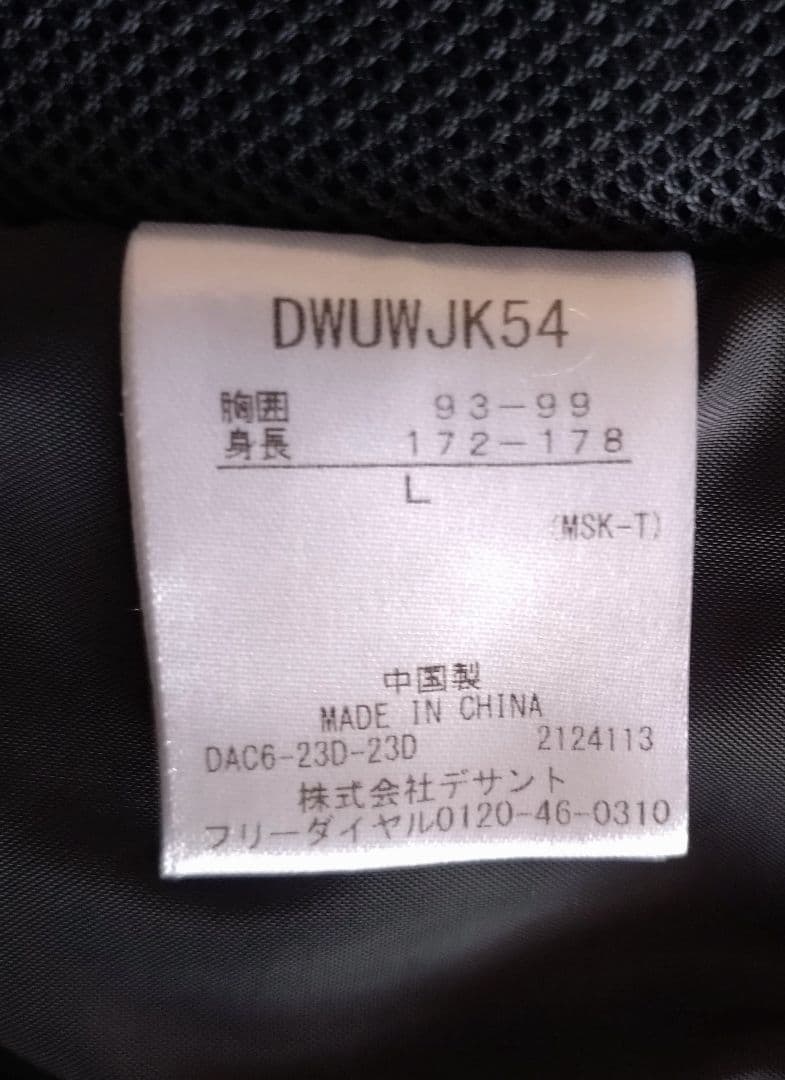 DWUWJK54
胸囲 93-99
身長 172-178
L
(MSK-T)
中国製
MADE IN CHINA
DAC6-23D-23D 2124113
株式会社デサント
フリーダイヤル0120-46-0310